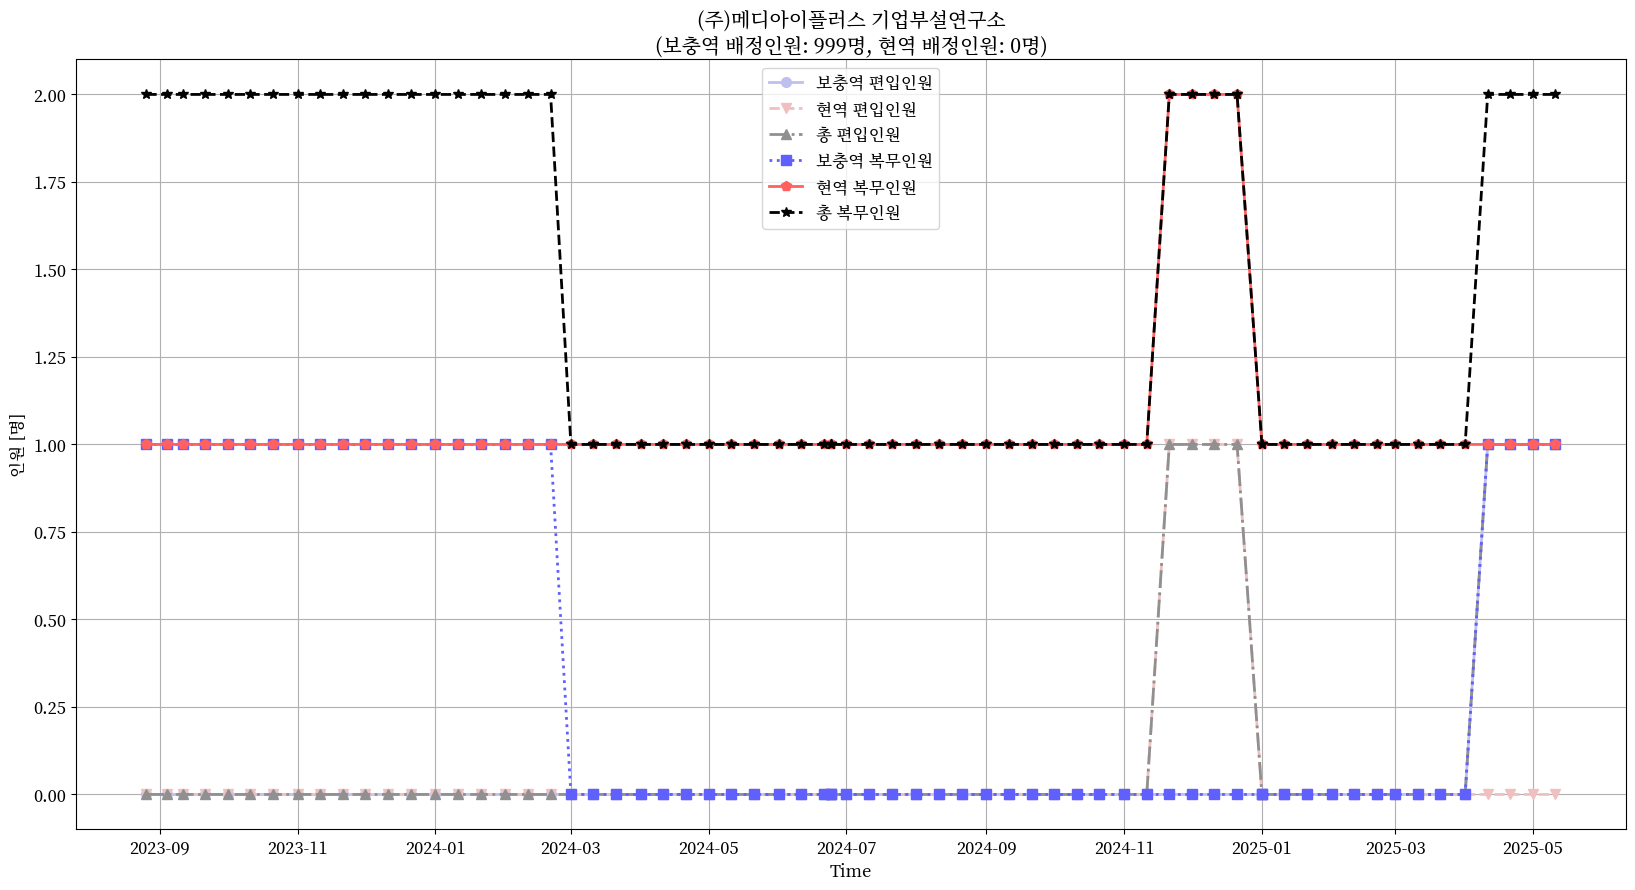 (주)메디아이플러스 기업부설연구소
(보충역 배정인원: 999명, 현역 배정인원: 0명)
보충역 편입인원
현역 편입인원
총 편입인원
보충역 복무인원
현역 복무인원
총 복무인원
인원 [명]
2.00
1.75
1.50
1.25
1.00
0.75
0.50
0.25
0.00
2023-09 2023-11 2024-01 2024-03 2024-05 2024-07 2024-09 2024-11 2025-01 2025-03 2025-05
Time